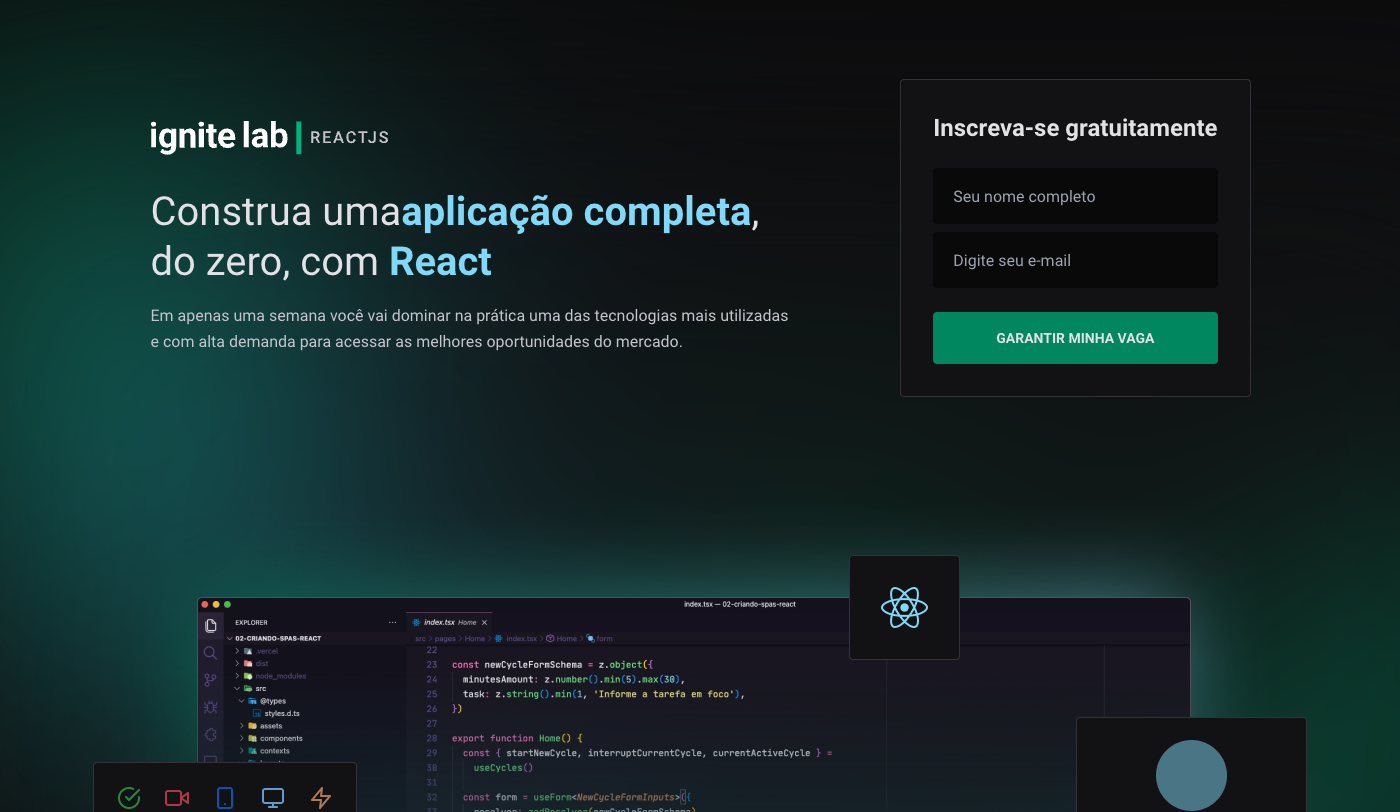 ignite lab | REACTJS
Construa umaaplicação completa,
do zero, com React
Em apenas uma semana você vai dominar na prática uma das tecnologias mais utilizadas
e com alta demanda para acessar as melhores oportunidades do mercado.
Inscreva-se gratuitamente
Seu nome completo
Digite seu e-mail
GARANTIR MINHA VAGA
index.tsx — 02-criando-spas-react
EXPLORER ...
02-CRIANDO-SPAS-REACT
.vercel
dist
node_modules
src
@types
styles.d.ts
assets
components
contexts
index.tsx Home
src > pages > Home > index.tsx > Home > form
22
23 const newCycleFormSchema = z.object({
24 minutesAmount: z.number().min(5).max(30),
25 task: z.string().min(1, 'Informe a tarefa em foco'),
26 })
27
28 export function Home() {
29 const { startNewCycle, interruptCurrentCycle, currentActiveCycle } =
30 useCycles()
31
32 const form = useForm<NewCycleFormInputs>({